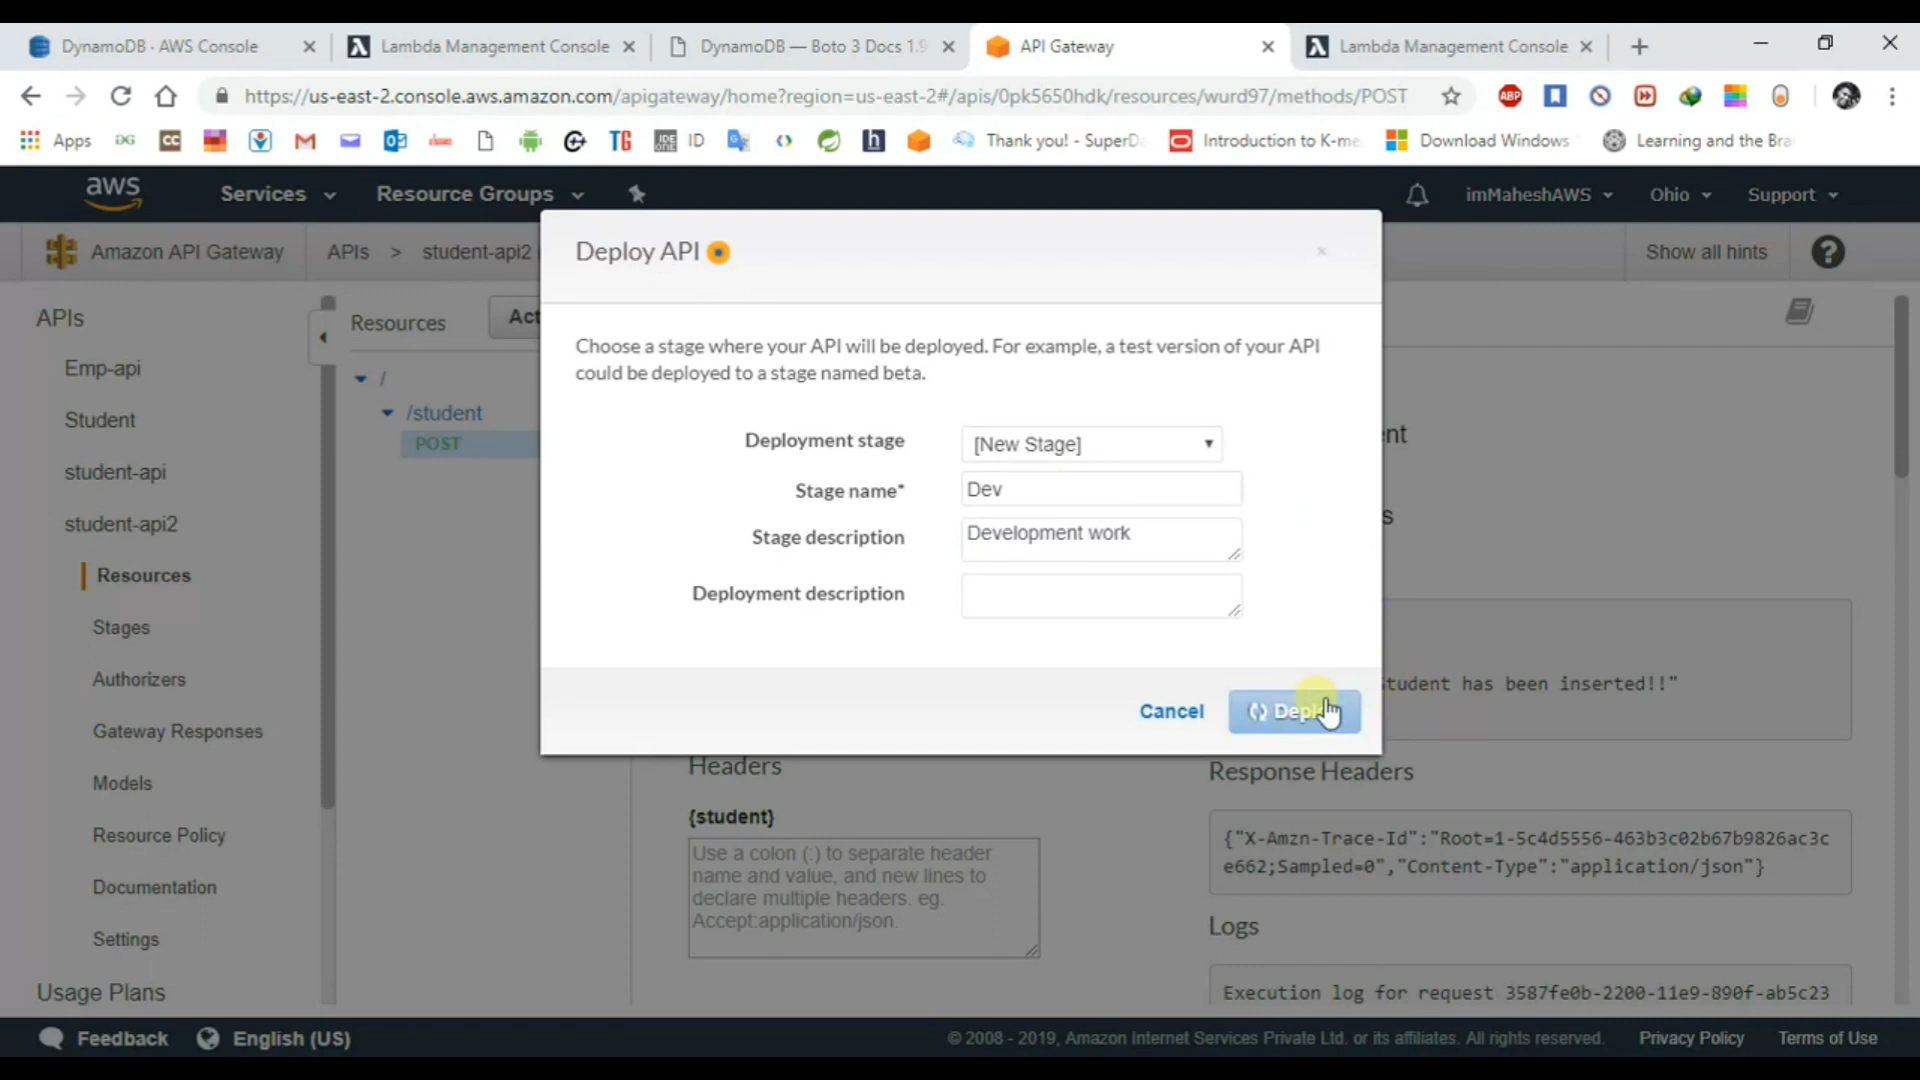 DynamoDB - AWS Console
Lambda Management Console
DynamoDB — Boto 3 Docs 1.9
API Gateway
Lambda Management Console
https://us-east-2.console.aws.amazon.com/apigateway/home?region=us-east-2#/apis/0pk5650hdk/resources/wurd97/methods/POST
ABP
Apps
CC
TG
IDE ONE
ID
h
Thank you! - SuperDa
Introduction to K-me
Download Windows
Learning and the Bra
aws
Services
Resource Groups
imMaheshAWS
Ohio
Support
Amazon API Gateway
APIs > student-api2
Show all hints
Deploy API
APIs
Emp-api
Student
student-api
student-api2
Resources
Stages
Authorizers
Gateway Responses
Models
Resource Policy
Documentation
Settings
Usage Plans
Resources
Act
/
/student
POST
Choose a stage where your API will be deployed. For example, a test version of your API
could be deployed to a stage named beta.
Deployment stage
[New Stage]
Stage name*
Dev
Stage description
Development work
Deployment description
Cancel
nt
s
Student has been inserted!!"
Headers
{student}
Use a colon (:) to separate header
name and value, and new lines to
declare multiple headers. eg.
Accept:application/json.
Response Headers
{"X-Amzn-Trace-Id":"Root=1-5c4d5556-463b3c02b67b9826ac3c
e662;Sampled=0","Content-Type":"application/json"}
Logs
Execution log for request 3587fe0b-2200-11e9-890f-ab5c23
Feedback
English (US)
© 2008 - 2019, Amazon Internet Services Private Ltd. or its affiliates. All rights reserved.
Privacy Policy
Terms of Use